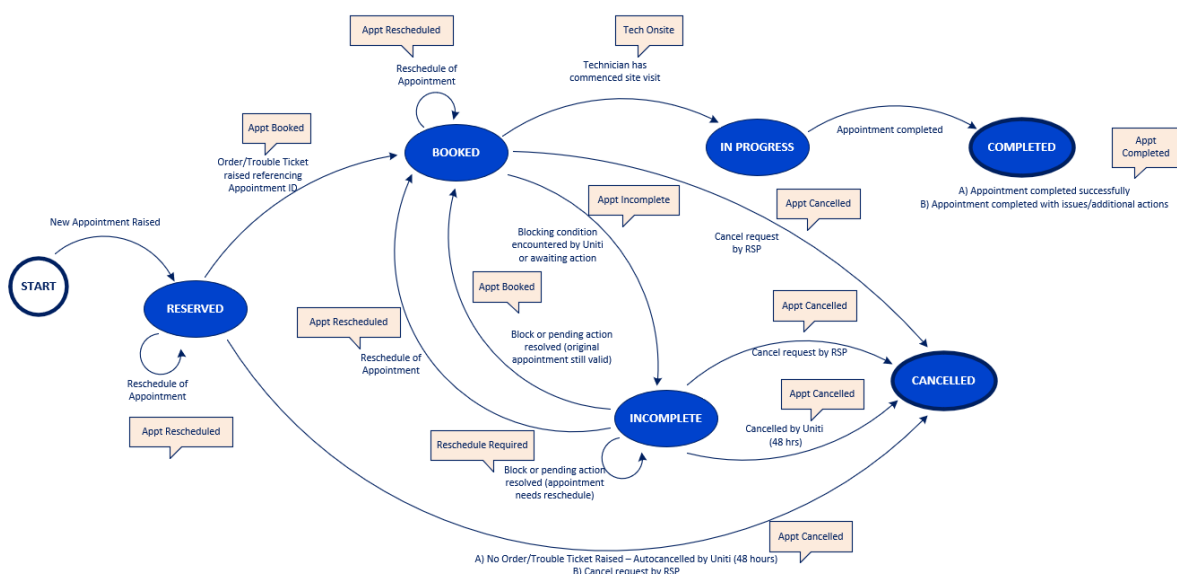 Appt Rescheduled
Reschedule of
Appointment
Tech Onsite
Technician has
commenced site visit
Appt Booked
Order/Trouble Ticket
raised referencing
Appointment ID
BOOKED
IN PROGRESS
Appointment completed
COMPLETED
Appt
Completed
A) Appointment completed successfully
B) Appointment completed with issues/additional actions
New Appointment Raised
START
RESERVED
Reschedule of
Appointment
Appt Rescheduled
Appt Incomplete
Blocking condition
encountered by Uniti
or awaiting action
Appt Cancelled
Cancel request
by RSP
Appt Booked
Block or pending action
resolved (original
appointment still valid)
Appt Rescheduled
Reschedule of
Appointment
Appt Cancelled
Cancel request by RSP
CANCELLED
Appt Cancelled
Cancelled by Uniti
(48 hrs)
INCOMPLETE
Reschedule Required
Block or pending action
resolved (appointment
needs reschedule)
Appt Cancelled
A) No Order/Trouble Ticket Raised – Autocancelled by Uniti (48 hours)
B) Cancel request by RSP